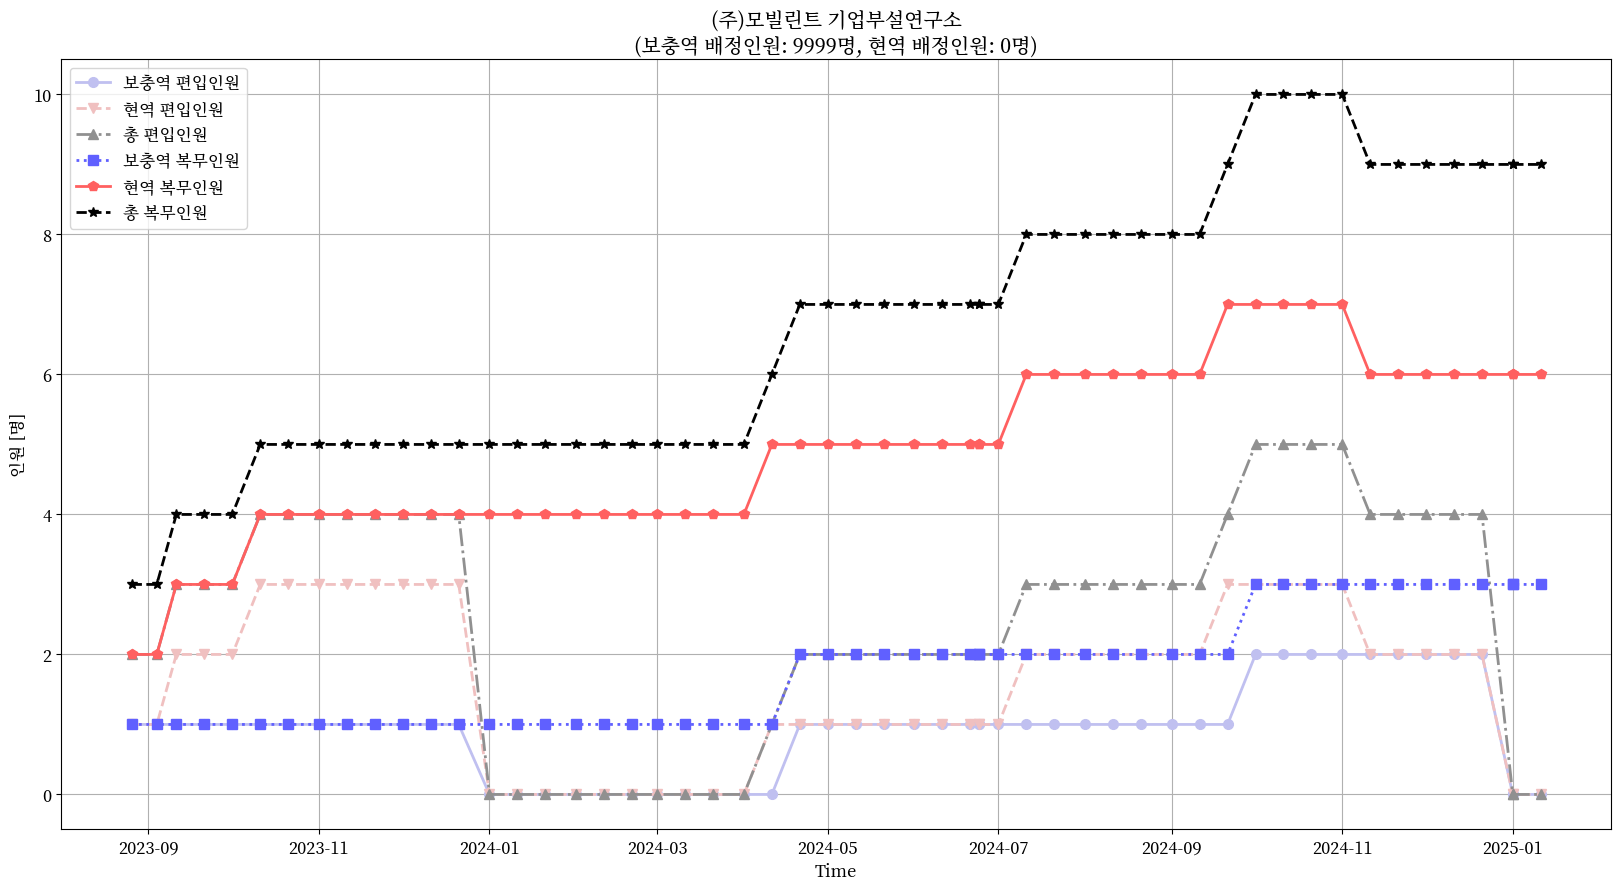 (주)모빌린트 기업부설연구소
(보충역 배정인원: 9999명, 현역 배정인원: 0명)
보충역 편입인원
현역 편입인원
총 편입인원
보충역 복무인원
현역 복무인원
총 복무인원
인원 [명]
10
8
6
4
2
0
2023-09 2023-11 2024-01 2024-03 2024-05 2024-07 2024-09 2024-11 2025-01
Time